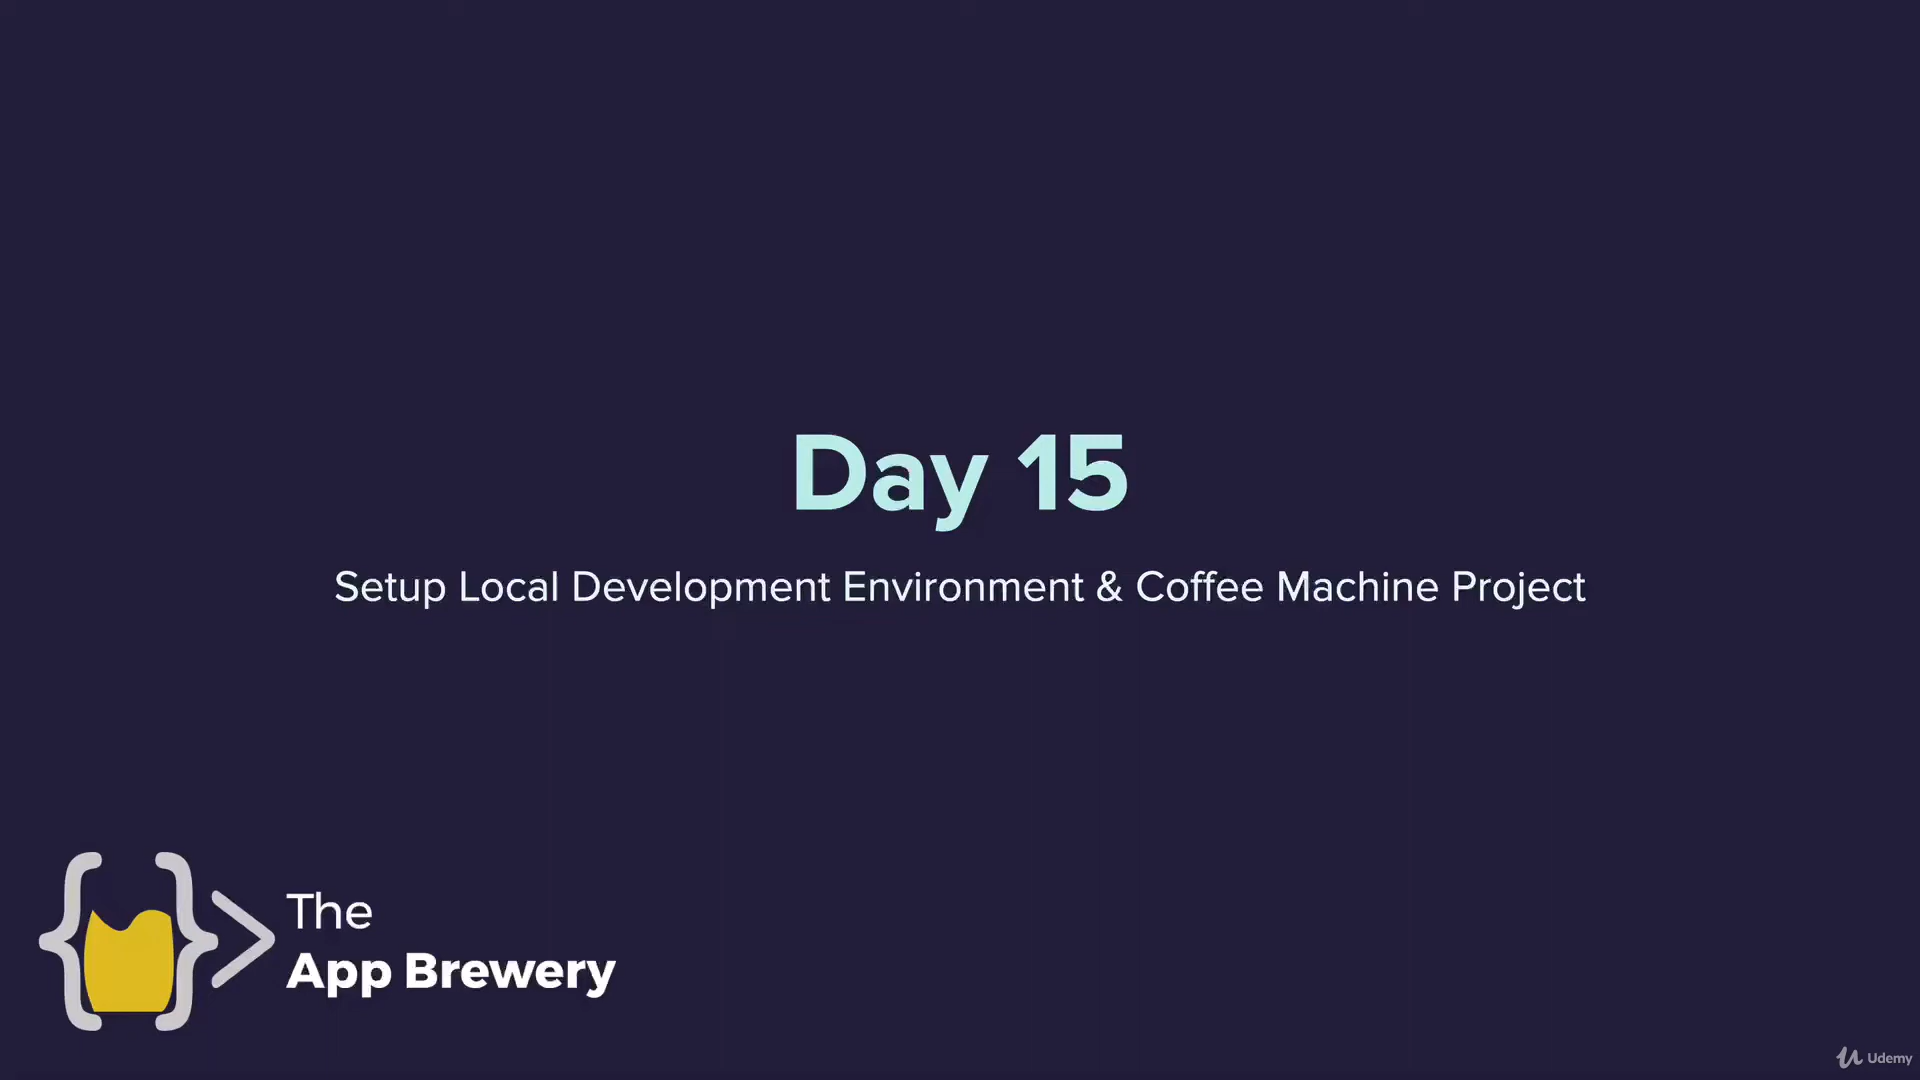 Day 15
Setup Local Development Environment & Coffee Machine Project
The
App Brewery
Udemy